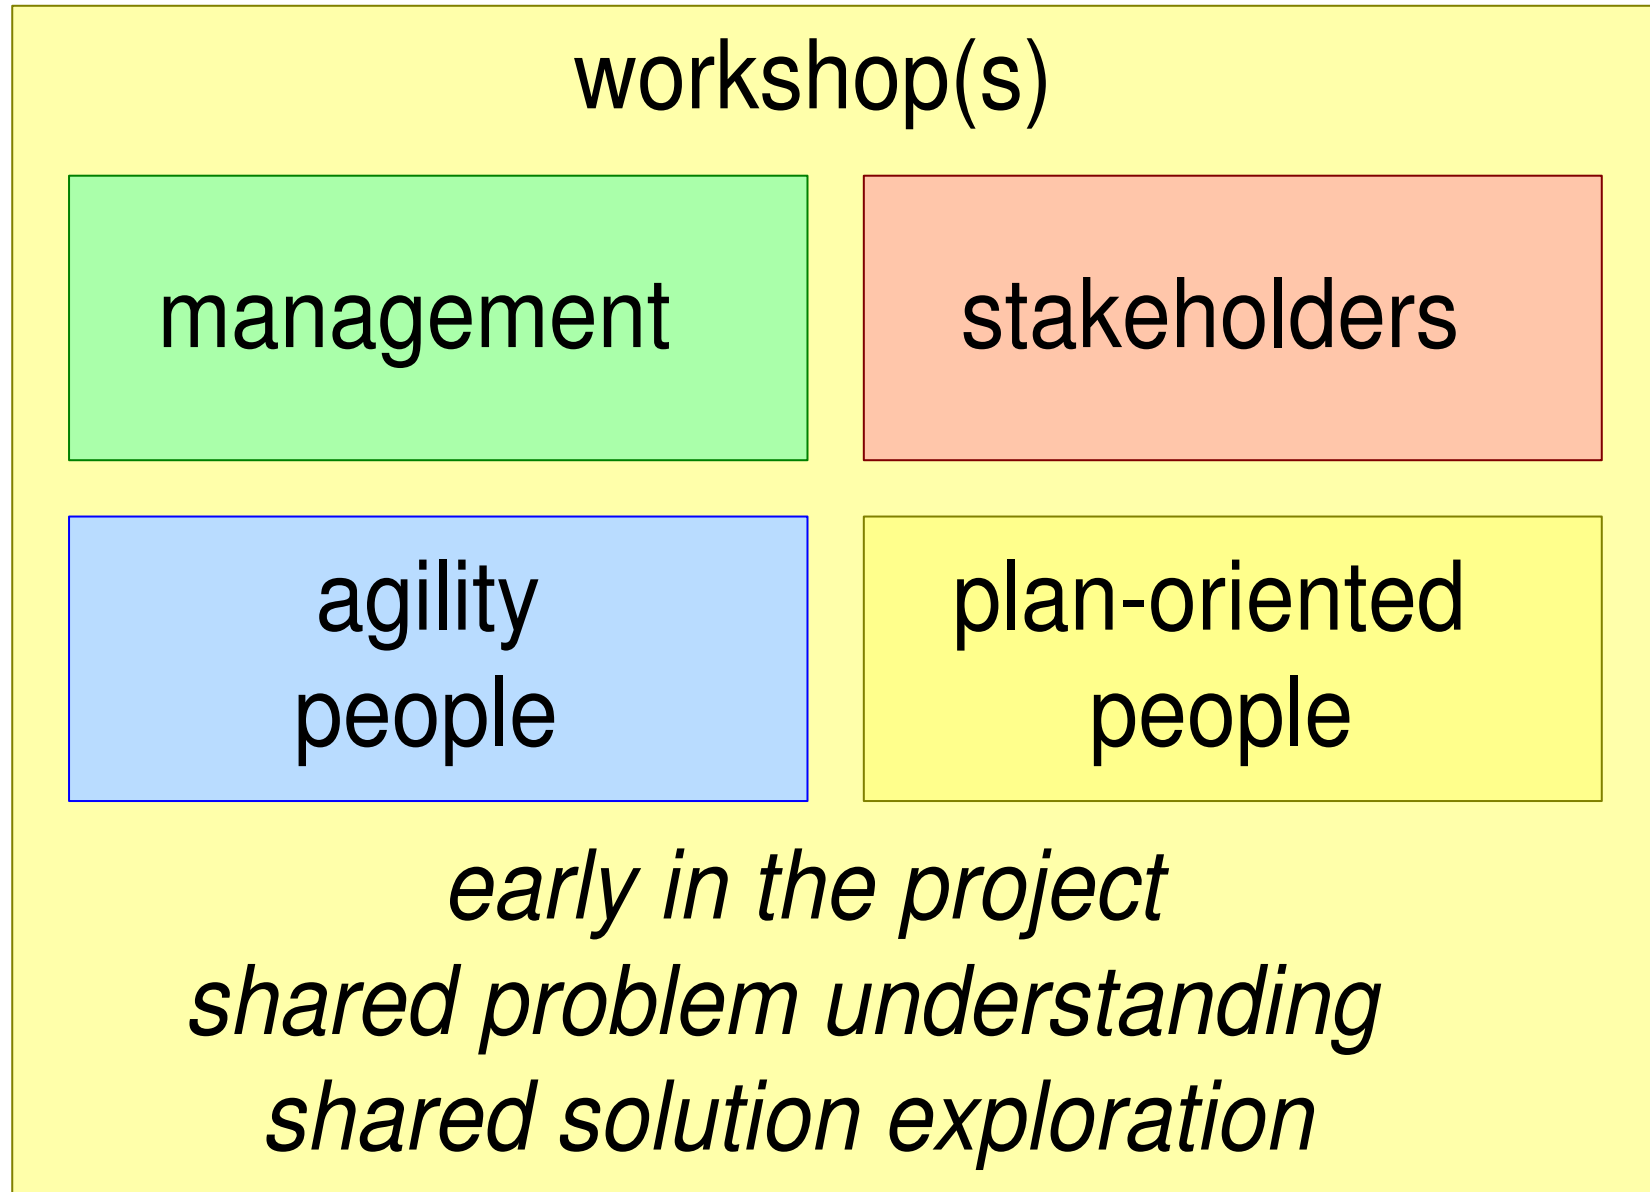 workshop(s)
management
stakeholders
agility
people
plan-oriented
people
early in the project
shared problem understanding
shared solution exploration